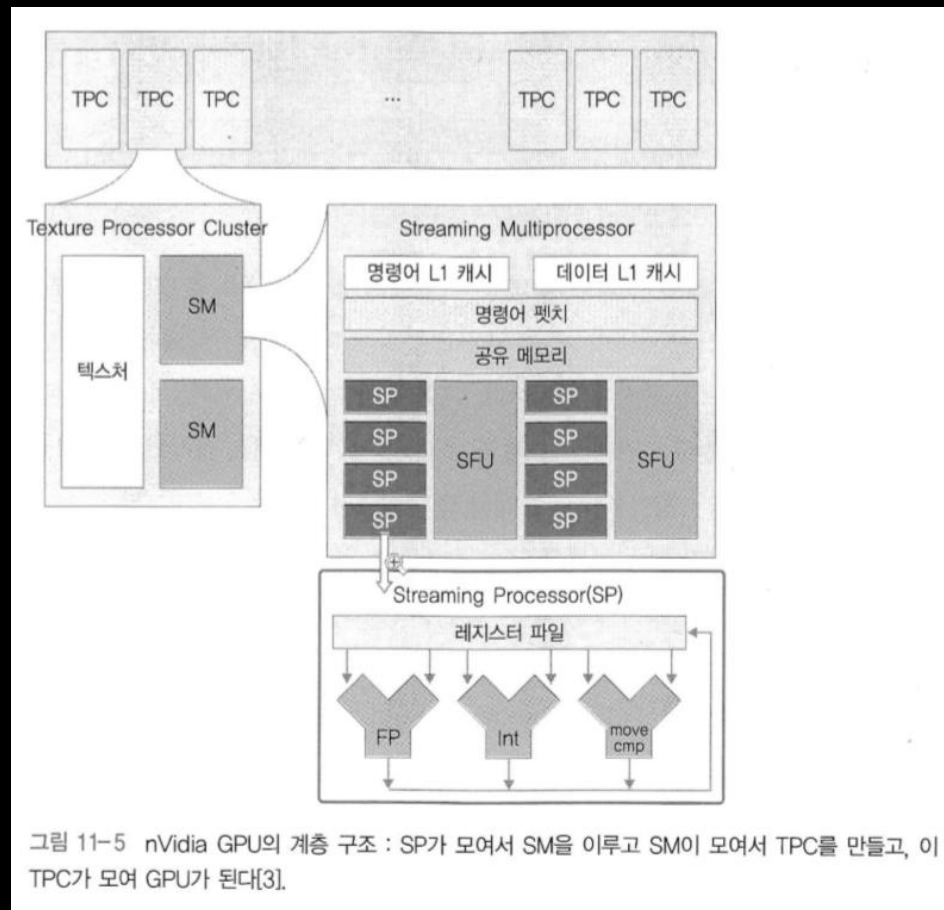 TPC TPC TPC ... TPC TPC TPC
Texture Processor Cluster
텍스처
SM
SM
Streaming Multiprocessor
명령어 L1 캐시 데이터 L1 캐시
명령어 펫치
공유 메모리
SP SP
SP SP
SFU SFU
SP SP
SP SP
Streaming Processor(SP)
레지스터 파일
FP Int move cmp
그림 11-5 nVidia GPU의 계층 구조 : SP가 모여서 SM을 이루고 SM이 모여서 TPC를 만들고, 이
TPC가 모여 GPU가 된다[3].